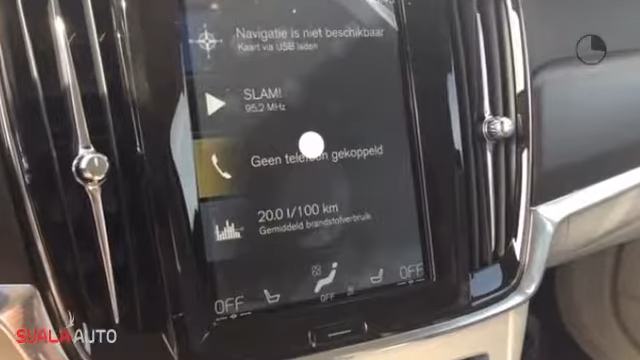 Navigatie is niet beschikbaar
Kaart via USB laden
SLAM!
95.2 MHz
Geen telefoon gekoppeld
20.0 l/100 km
Gemiddeld brandstofverbruik
OFF
OFF
OFF
SVALA AUTO